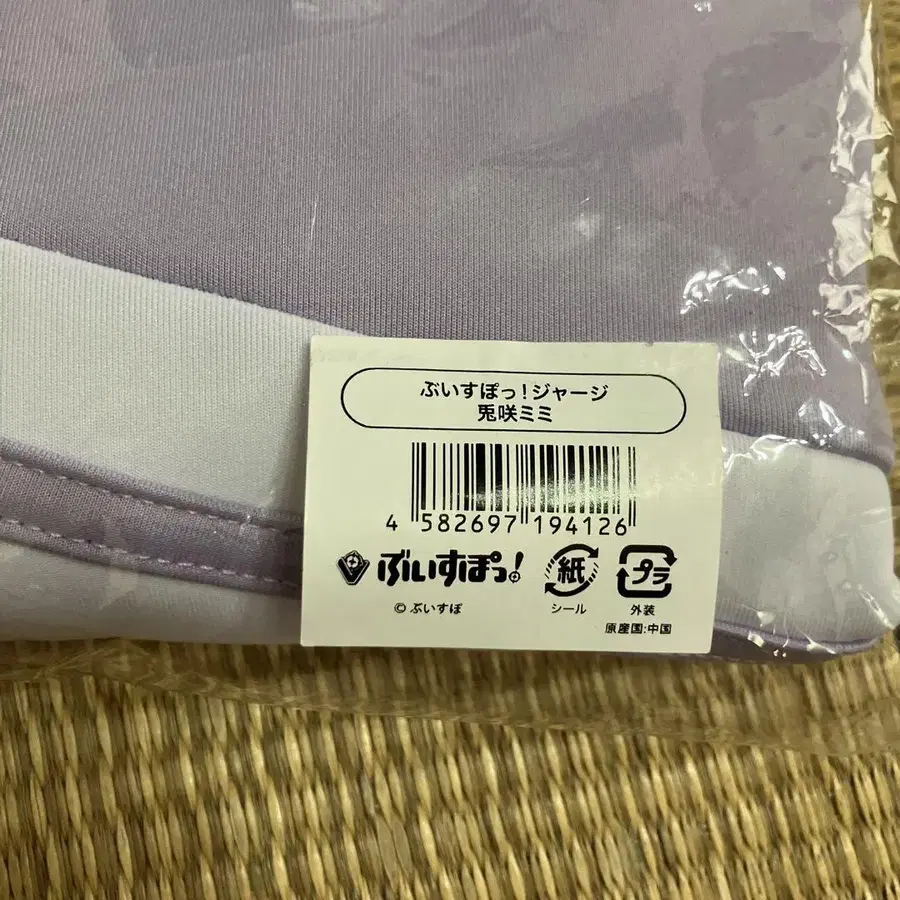 ぶいすぽっ!ジャージ
兎咲ミミ
4 582697 194126
ぶいすぽっ!
紙
プラ
シール
外装
© ぶいすぽ
原産国:中国